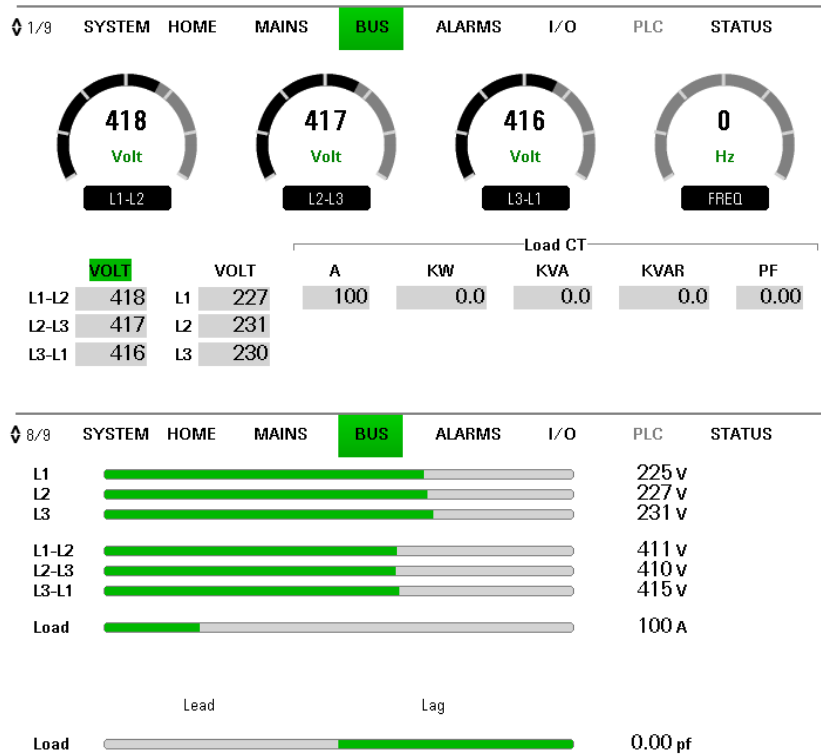 1/9 SYSTEM HOME MAINS BUS ALARMS I/O PLC STATUS
418 417 416 0
Volt Volt Volt Hz
L1-L2 L2-L3 L3-L1 FREQ
Load CT
VOLT VOLT A KW KVA KVAR PF
L1-L2 418 L1 227 100 0.0 0.0 0.0 0.00
L2-L3 417 L2 231
L3-L1 416 L3 230
8/9 SYSTEM HOME MAINS BUS ALARMS I/O PLC STATUS
L1 225 V
L2 227 V
L3 231 V
L1-L2 411 V
L2-L3 410 V
L3-L1 415 V
Load 100 A
Lead Lag
Load 0.00 pf